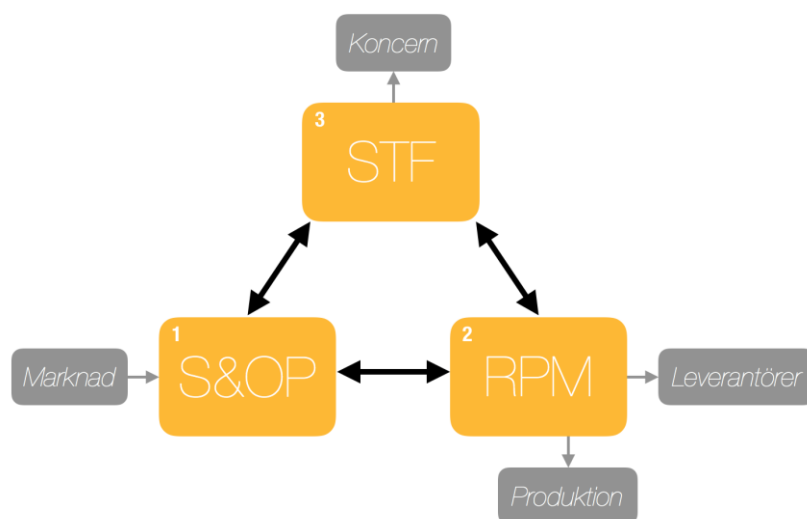 Koncern
3
STF
1
S&OP
2
RPM
Marknad
Leverantörer
Produktion